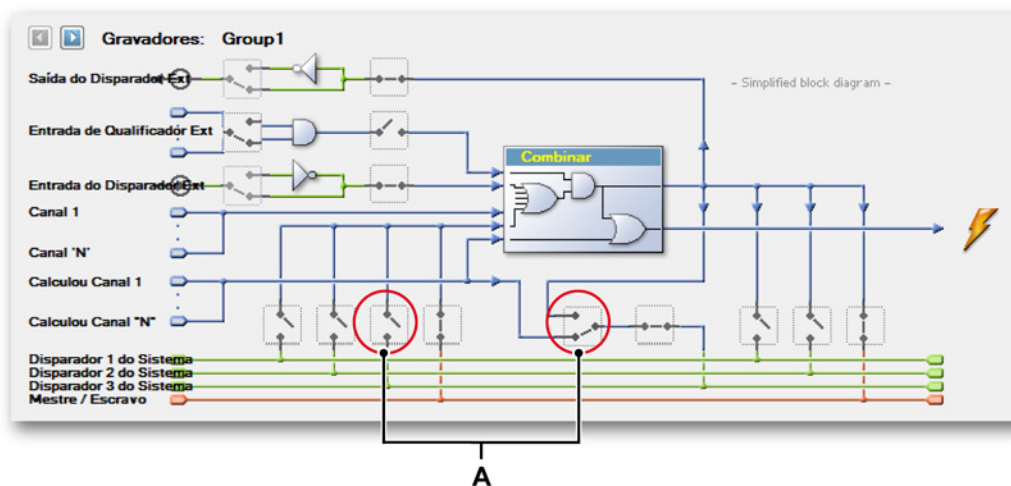 Gravadores: Group1
Saída do Disparador Ext
- Simplified block diagram -
Entrada de Qualificador Ext
Combinar
Entrada do Disparador Ext
Canal 1
Canal "N"
Calculou Canal 1
Calculou Canal "N"
Disparador 1 do Sistema
Disparador 2 do Sistema
Disparador 3 do Sistema
Mestre / Escravo
A